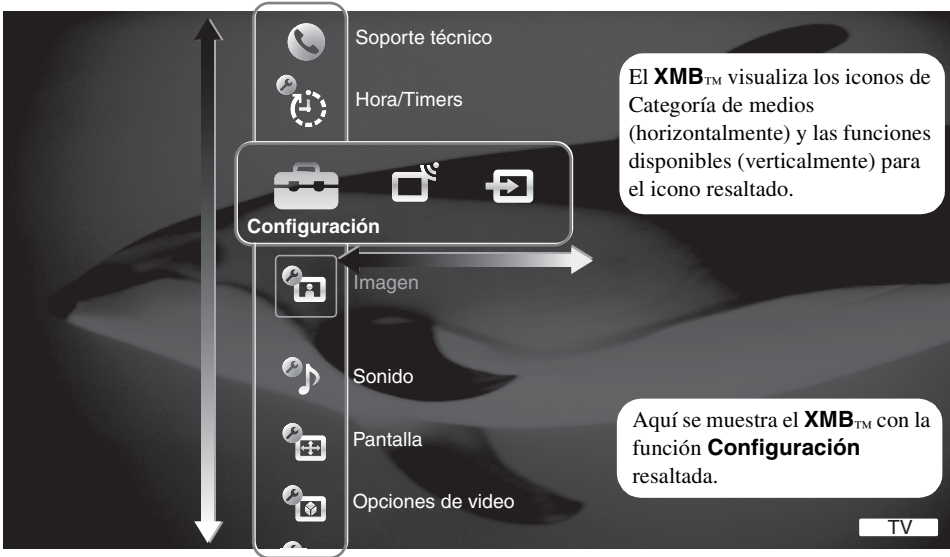 Soporte técnico
Hora/Timers
El XMB™ visualiza los iconos de
Categoría de medios
(horizontalmente) y las funciones
disponibles (verticalmente) para
el icono resaltado.
Configuración
Imagen
Sonido
Pantalla
Opciones de video
Aquí se muestra el XMB™ con la
función Configuración
resaltada.
TV